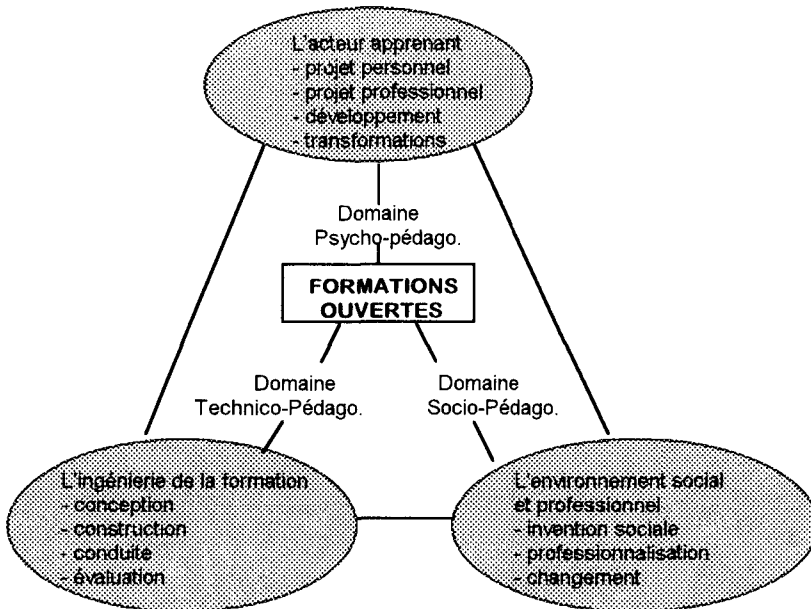 L'acteur apprenant
- projet personnel
- projet professionnel
- développement
- transformations
Domaine
Psycho-pédago.
FORMATIONS
OUVERTES
Domaine
Technico-Pédago.
Domaine
Socio-Pédago.
L'ingénierie de la formation
- conception
- construction
- conduite
- évaluation
L'environnement social
et professionnel
- invention sociale
- professionnalisation
- changement